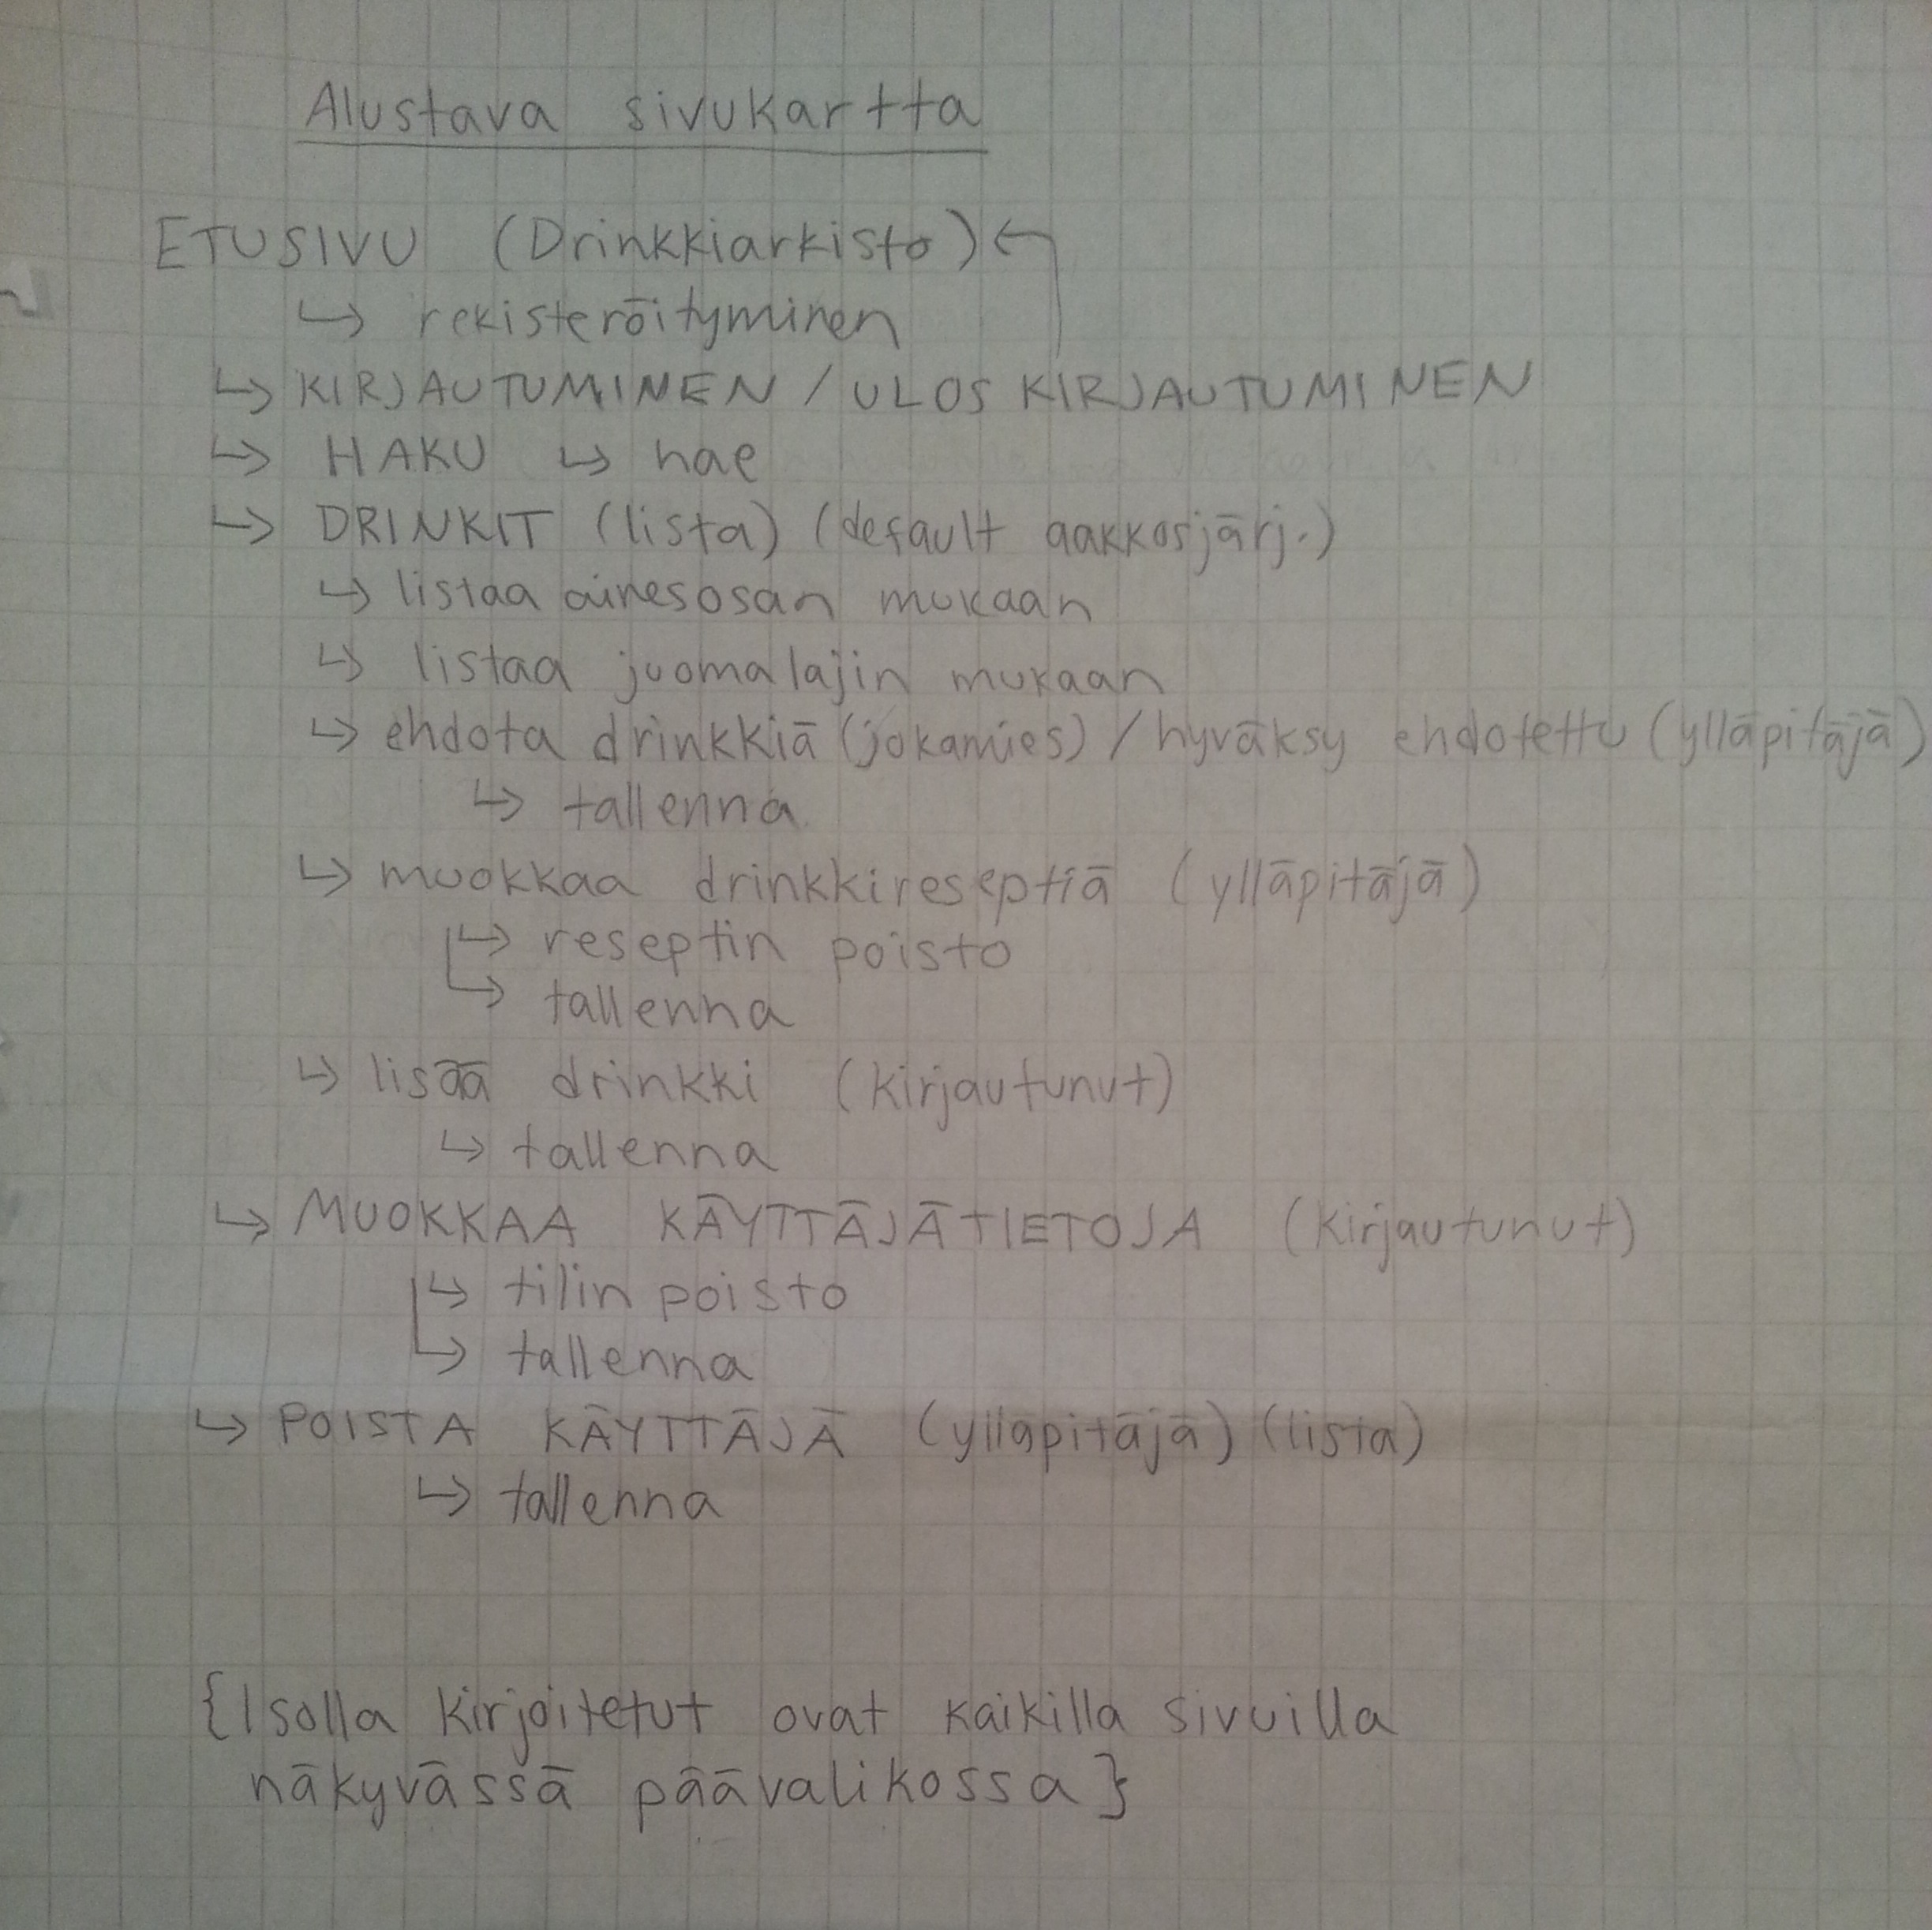 Alustava sivukartta
ETUSIVU (Drinkkiarkisto) ↩
↳ rekisteröityminen
↳ KIRJAUTUMINEN / ULOS KIRJAUTUMINEN
↳ HAKU ↳ hae
↳ DRINKIT (lista) (default aakkosjärj.)
↳ listaa ainesosan mukaan
↳ listaa juomalajin mukaan
↳ ehdota drinkkiä (jokamies) / hyväksy ehdotettu (ylläpitäjä)
↳ tallenna
↳ muokkaa drinkkireseptiä (ylläpitäjä)
↳ reseptin poisto
↳ tallenna
↳ lisää drinkki (kirjautunut)
↳ tallenna
↳ MUOKKAA KÄYTTÄJÄTIETOJA (kirjautunut)
↳ tilin poisto
↳ tallenna
↳ POISTA KÄYTTÄJÄ (ylläpitäjä) (lista)
↳ tallenna
{Isolla kirjoitetut ovat kaikilla sivuilla
näkyvässä päävalikossa}